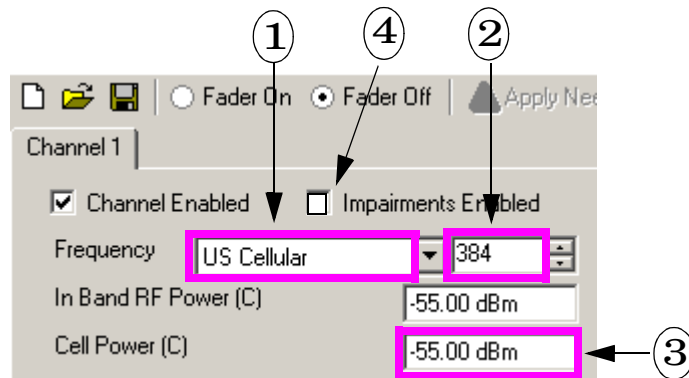 1 4 2
Fader On Fader Off Apply Nee
Channel 1
Channel Enabled Impairments Enabled
Frequency US Cellular 384
In Band RF Power (C) -55.00 dBm
Cell Power (C) -55.00 dBm 3